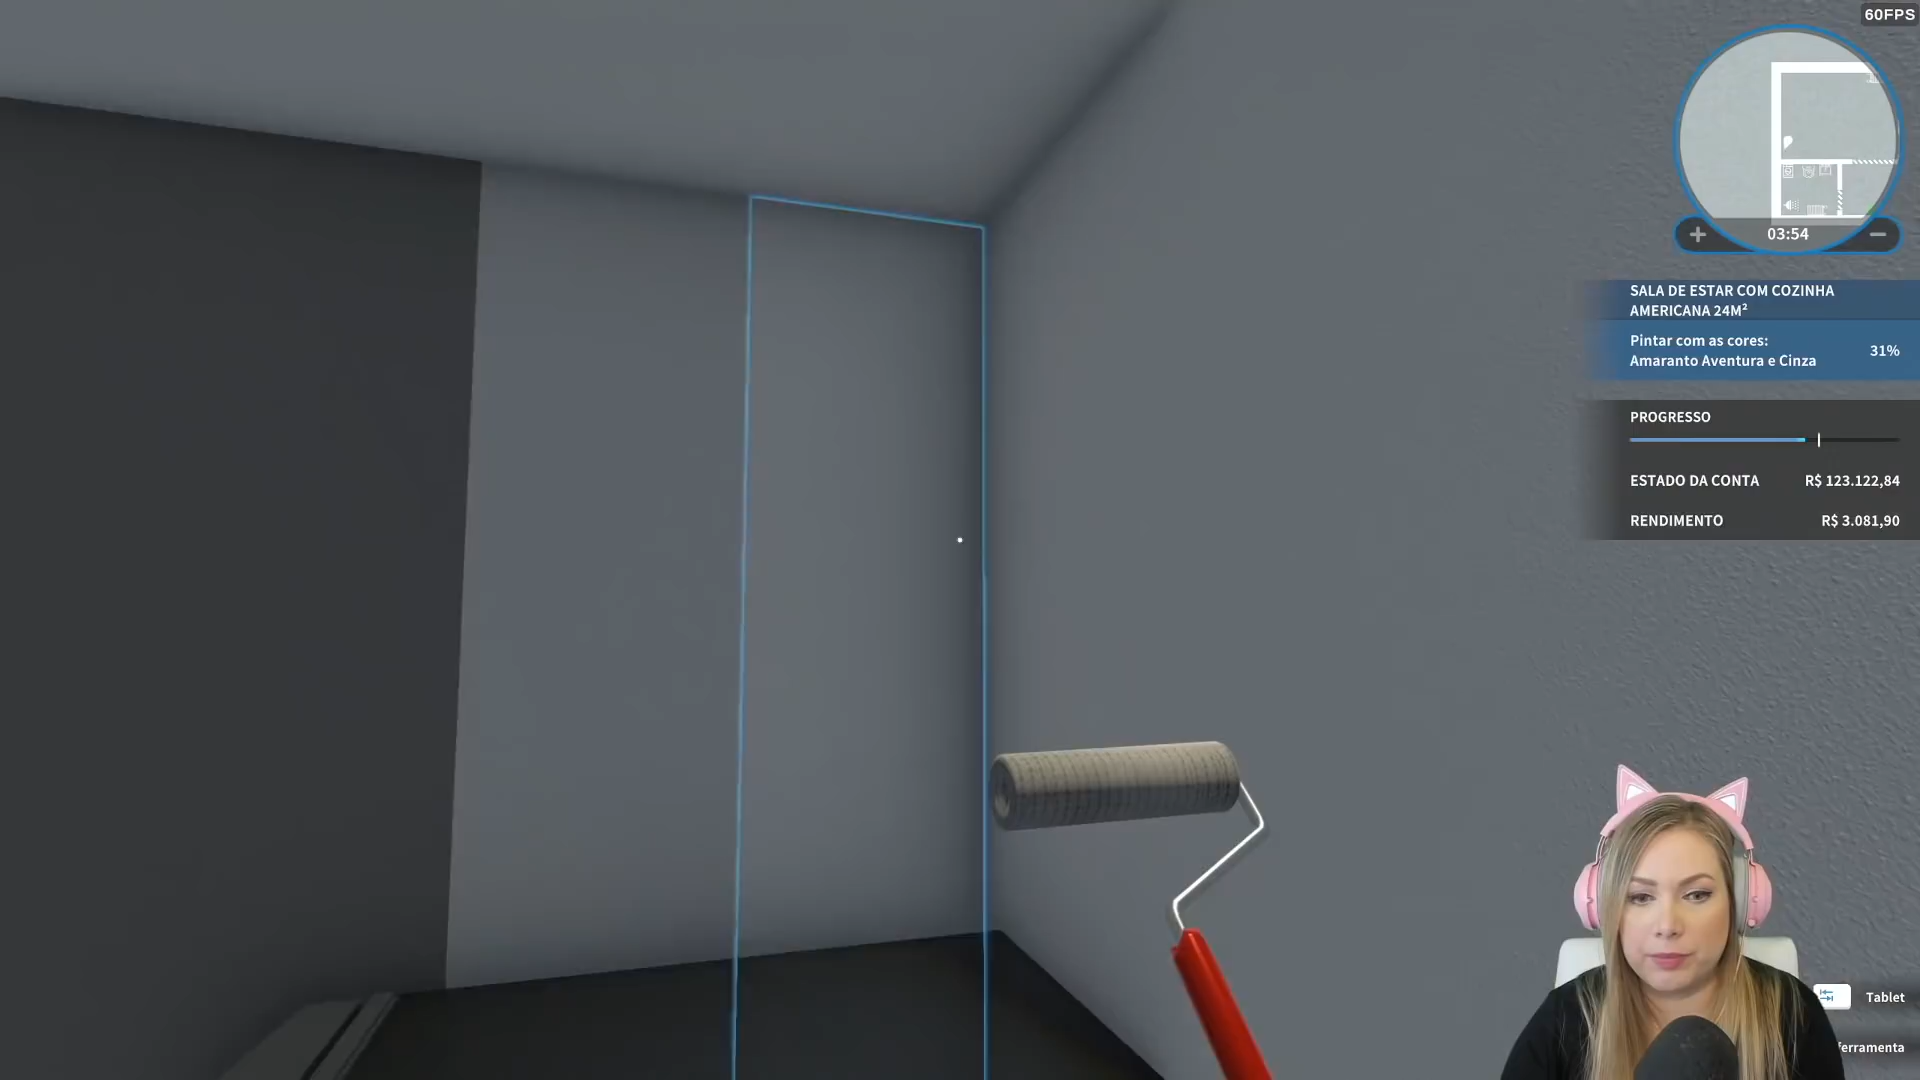 60FPS
03:54
SALA DE ESTAR COM COZINHA
AMERICANA 24M²
Pintar com as cores:
Amaranto Aventura e Cinza
31%
PROGRESSO
ESTADO DA CONTA R$ 123.122,84
RENDIMENTO R$ 3.081,90
Tablet
ferramenta